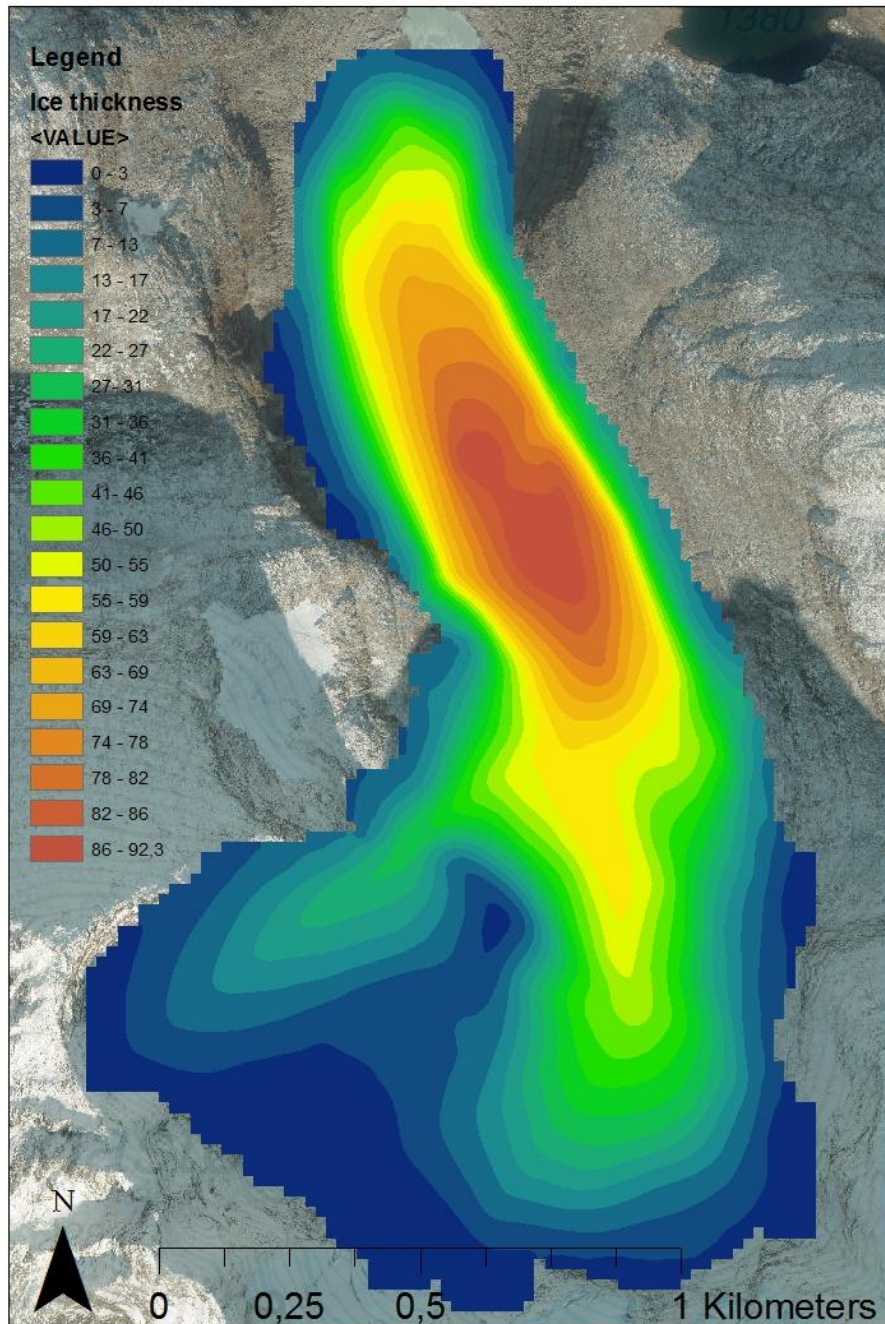 1380
Legend
Ice thickness
<VALUE>
0 - 3
3 - 7
7 - 13
13 - 17
17 - 22
22 - 27
27 - 31
31 - 36
36 - 41
41 - 46
46- 50
50 - 55
55 - 59
59 - 63
63 - 69
69 - 74
74 - 78
78 - 82
82 - 86
86 - 92,3
N
0 0,25 0,5 1 Kilometers